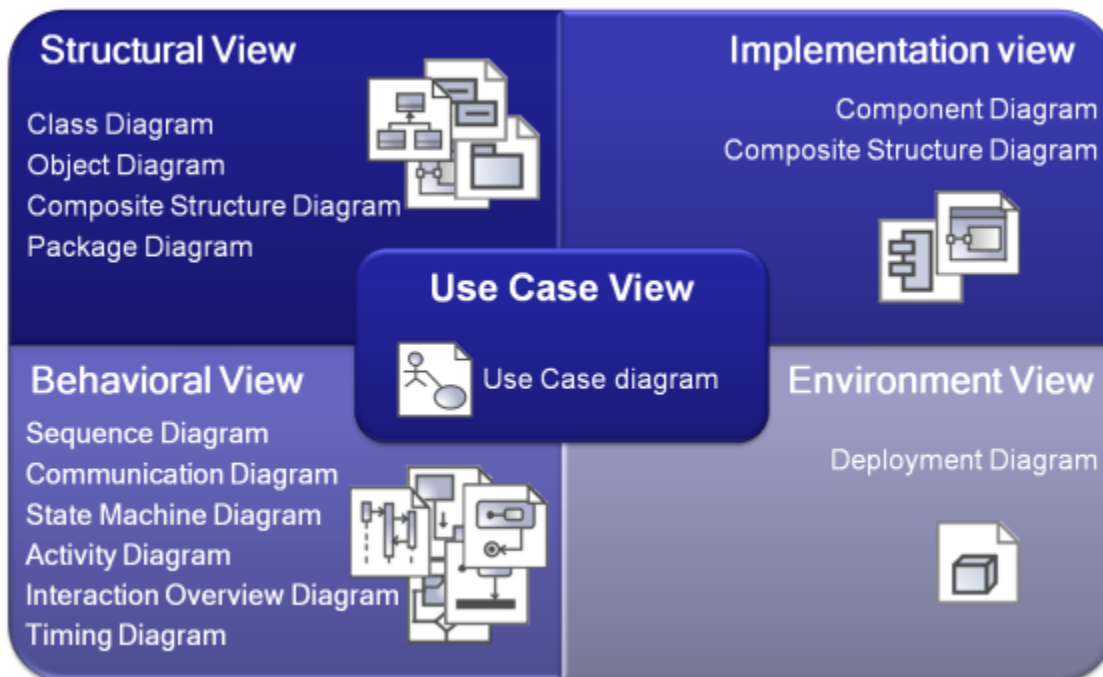 Structural View
Class Diagram
Object Diagram
Composite Structure Diagram
Package Diagram
Implementation view
Component Diagram
Composite Structure Diagram
Use Case View
Use Case diagram
Behavioral View
Sequence Diagram
Communication Diagram
State Machine Diagram
Activity Diagram
Interaction Overview Diagram
Timing Diagram
Environment View
Deployment Diagram